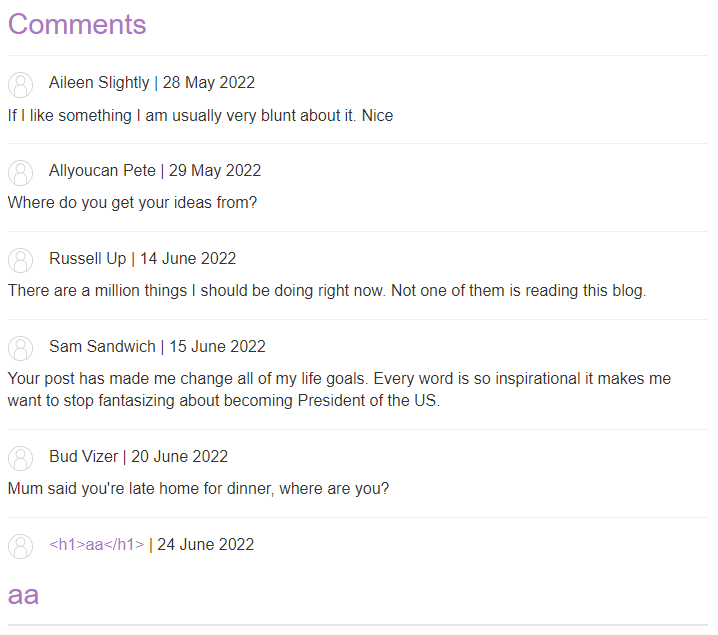 Comments
Aileen Slightly | 28 May 2022
If I like something I am usually very blunt about it. Nice
Allyoucan Pete | 29 May 2022
Where do you get your ideas from?
Russell Up | 14 June 2022
There are a million things I should be doing right now. Not one of them is reading this blog.
Sam Sandwich | 15 June 2022
Your post has made me change all of my life goals. Every word is so inspirational it makes me
want to stop fantasizing about becoming President of the US.
Bud Vizer | 20 June 2022
Mum said you're late home for dinner, where are you?
<h1>aa</h1> | 24 June 2022
aa